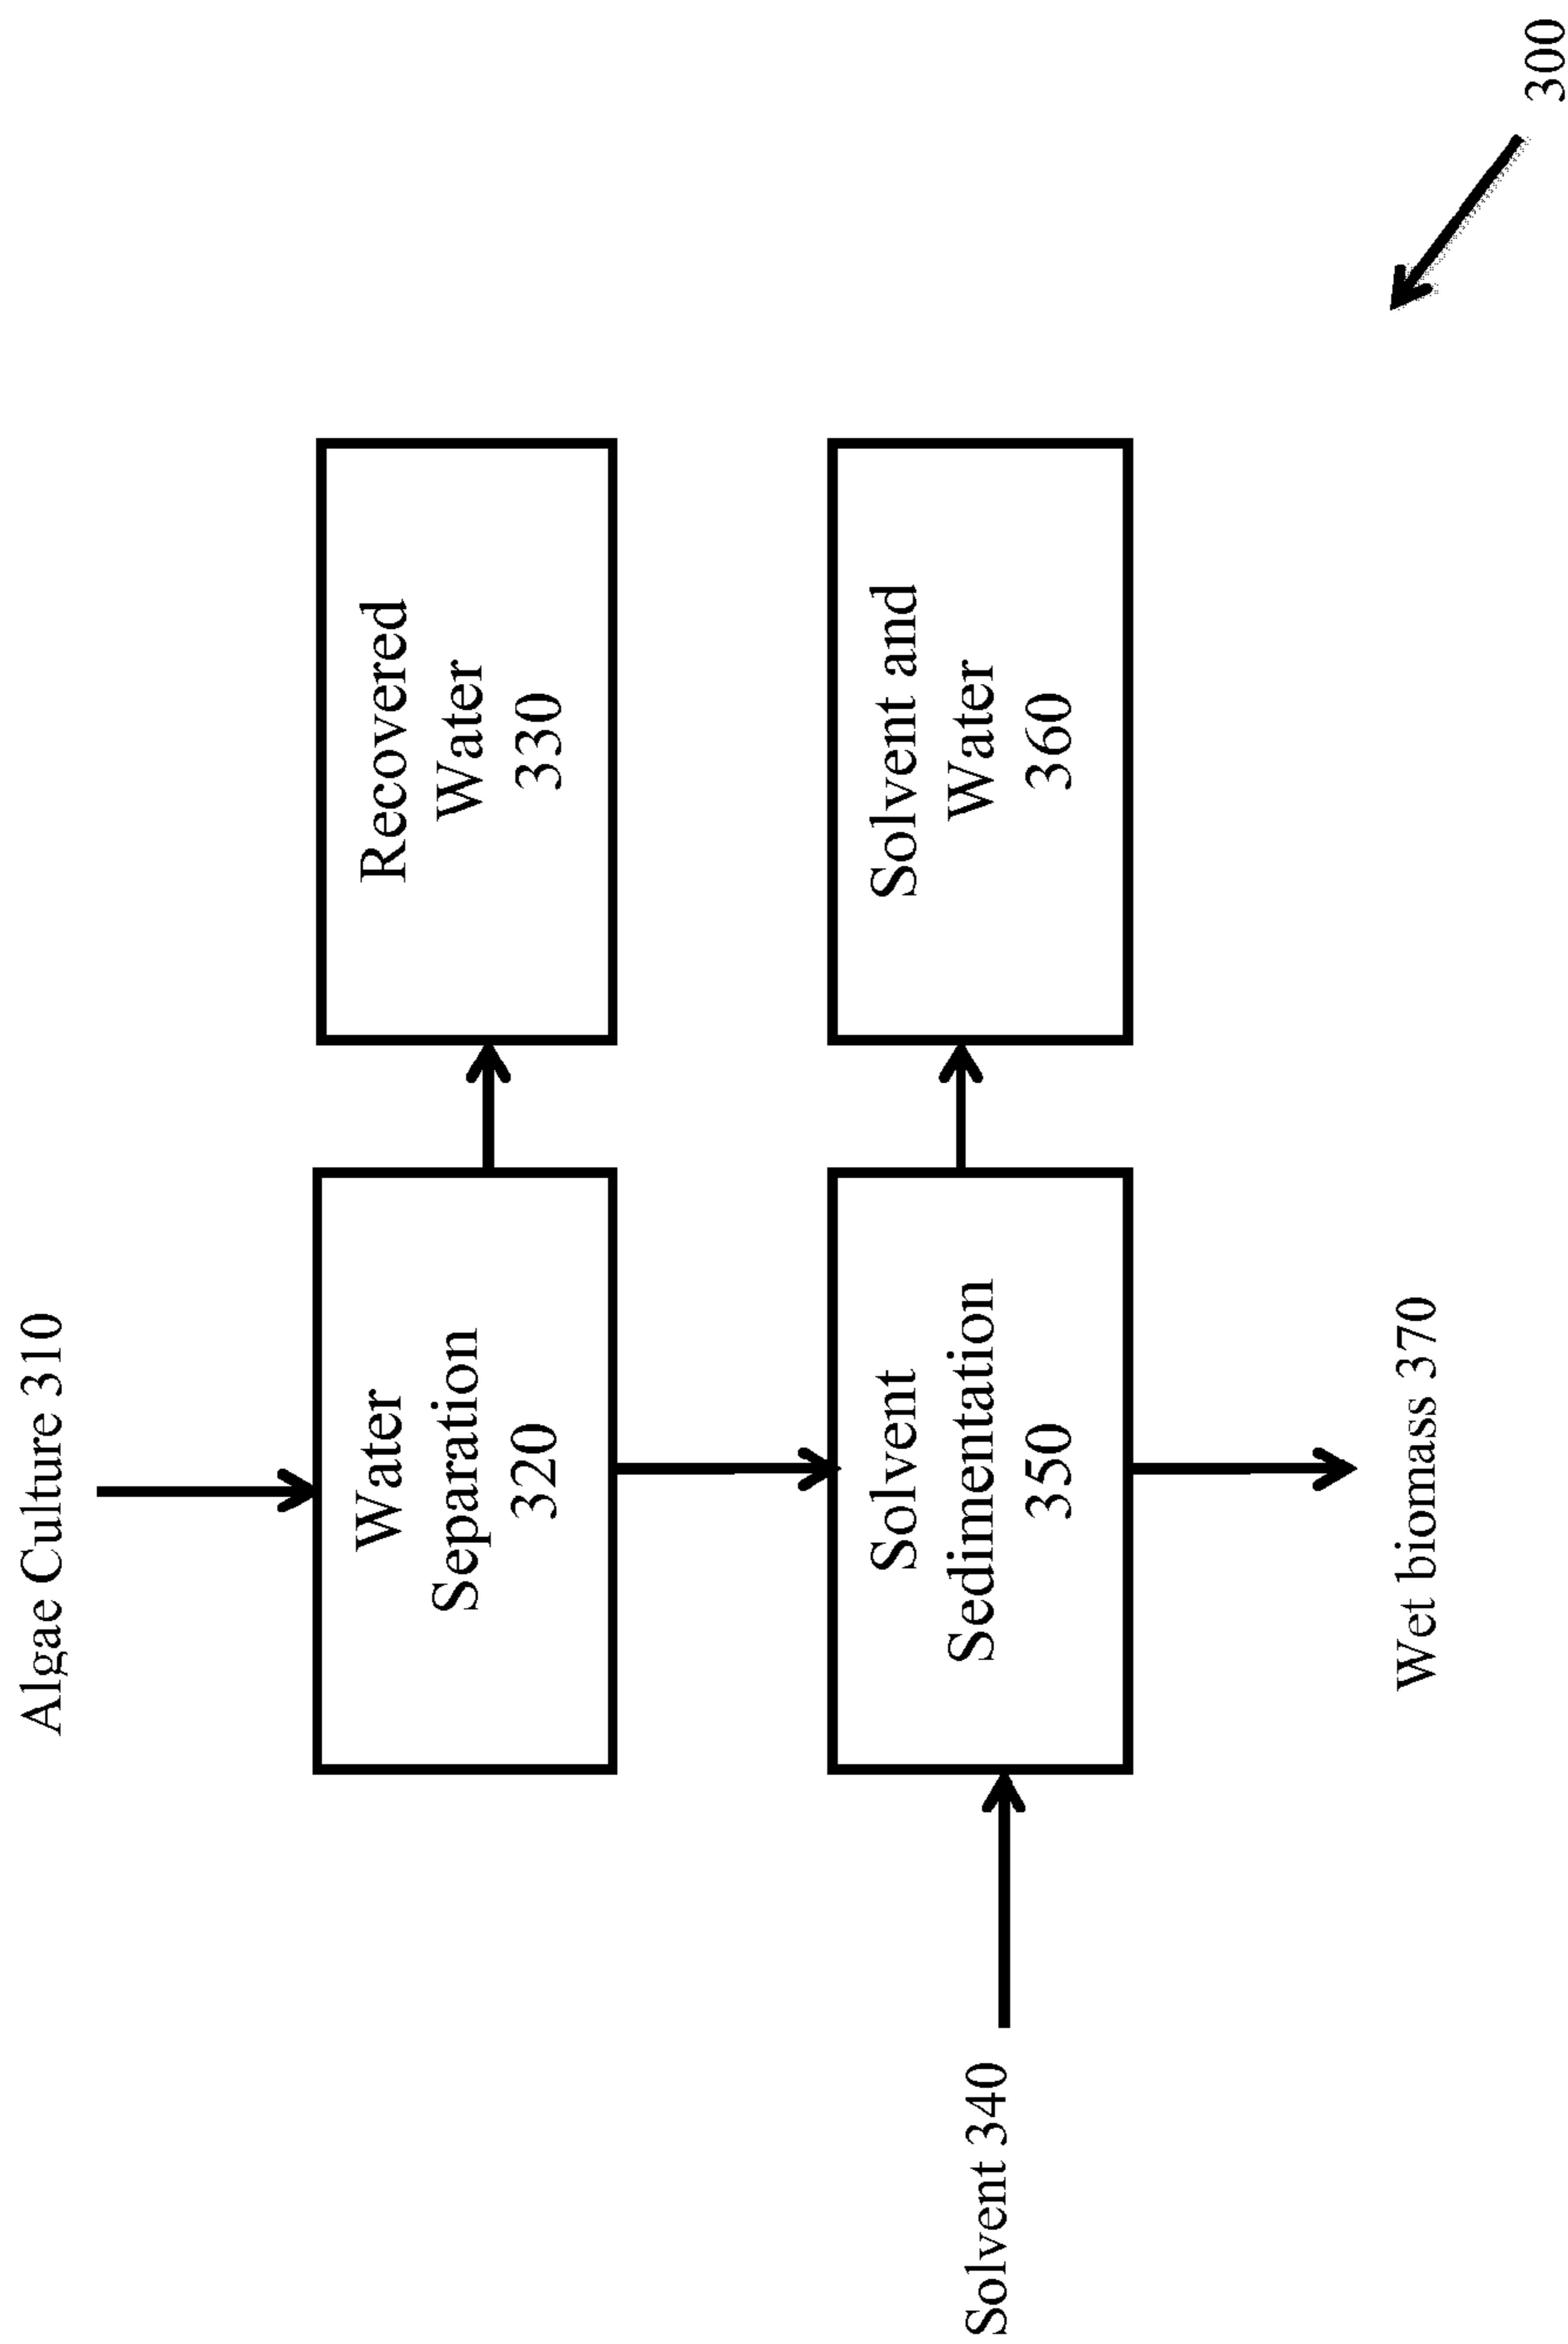 Algae Culture 310
Water
Separation
320
Recovered
Water
330
Solvent 340
Solvent
Sedimentation
350
Solvent and
Water
360
Wet biomass 370
300